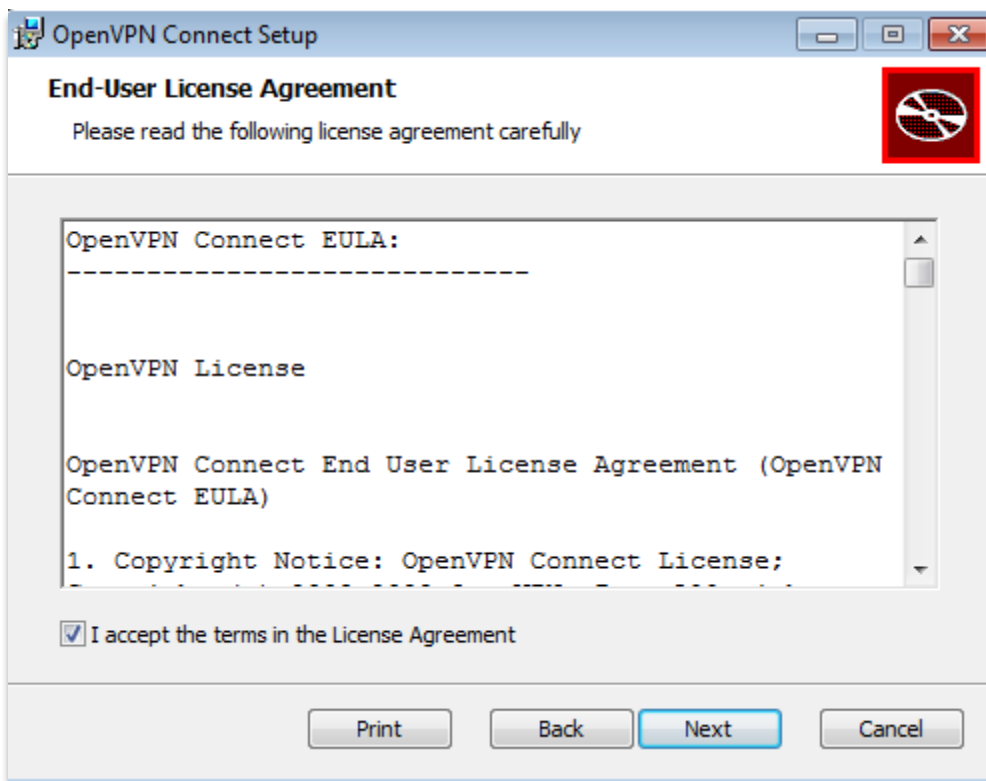 OpenVPN Connect Setup
End-User License Agreement
Please read the following license agreement carefully
OpenVPN Connect EULA:
-----------------------------
OpenVPN License
OpenVPN Connect End User License Agreement (OpenVPN
Connect EULA)
1. Copyright Notice: OpenVPN Connect License;
I accept the terms in the License Agreement
Print
Back
Next
Cancel